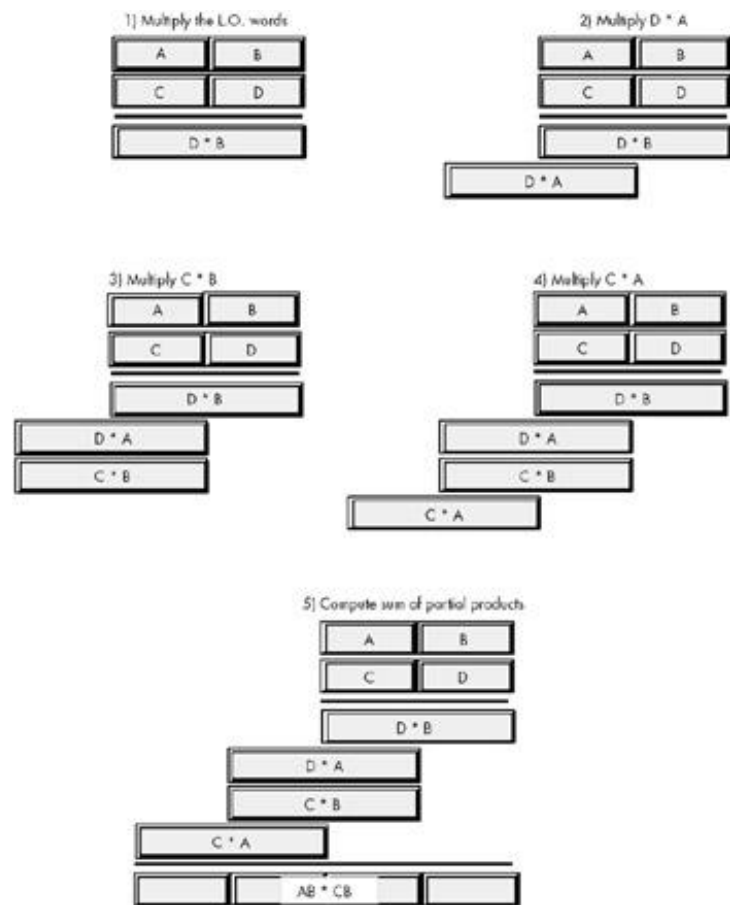 1) Multiply the L.O. words
A B
C D
D * B
2) Multiply D * A
A B
C D
D * B
D * A
3) Multiply C * B
A B
C D
D * B
D * A
C * B
4) Multiply C * A
A B
C D
D * B
D * A
C * B
C * A
5) Compute sum of partial products
A B
C D
D * B
D * A
C * B
C * A
AB * CB